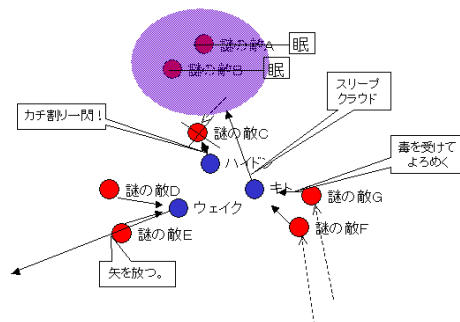 謎の敵A
眠
謎の敵B
眠
スリープ
クラウド
カチ割り一閃！
謎の敵C
ハイドン
毒を受けて
よろめく
キト
謎の敵D
謎の敵G
ウェイク
謎の敵E
謎の敵F
矢を放つ。